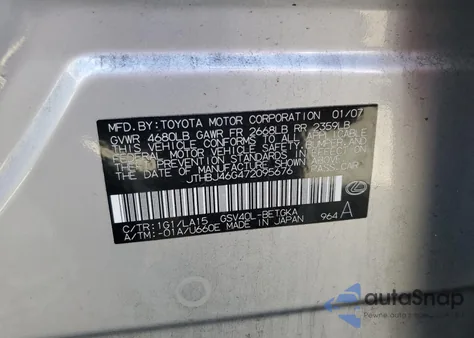 MFD.BY: TOYOTA MOTOR CORPORATION 01/07
GVWR 4680LB GAWR FR 2668LB RR 2359LB
THIS VEHICLE CONFORMS TO ALL APPLICABLE
FEDERAL MOTOR VEHICLE SAFETY, BUMPER, AND
THEFT PREVENTION STANDARDS IN EFFECT ON
THE DATE OF MANUFACTURE SHOWN ABOVE.
JTHBJ46G472095676 PASS CAR
C/TR:1G1/LA15 GSV40L-BETGKA
A/TM:-01A/U660E MADE IN JAPAN 964 A
autoSnap